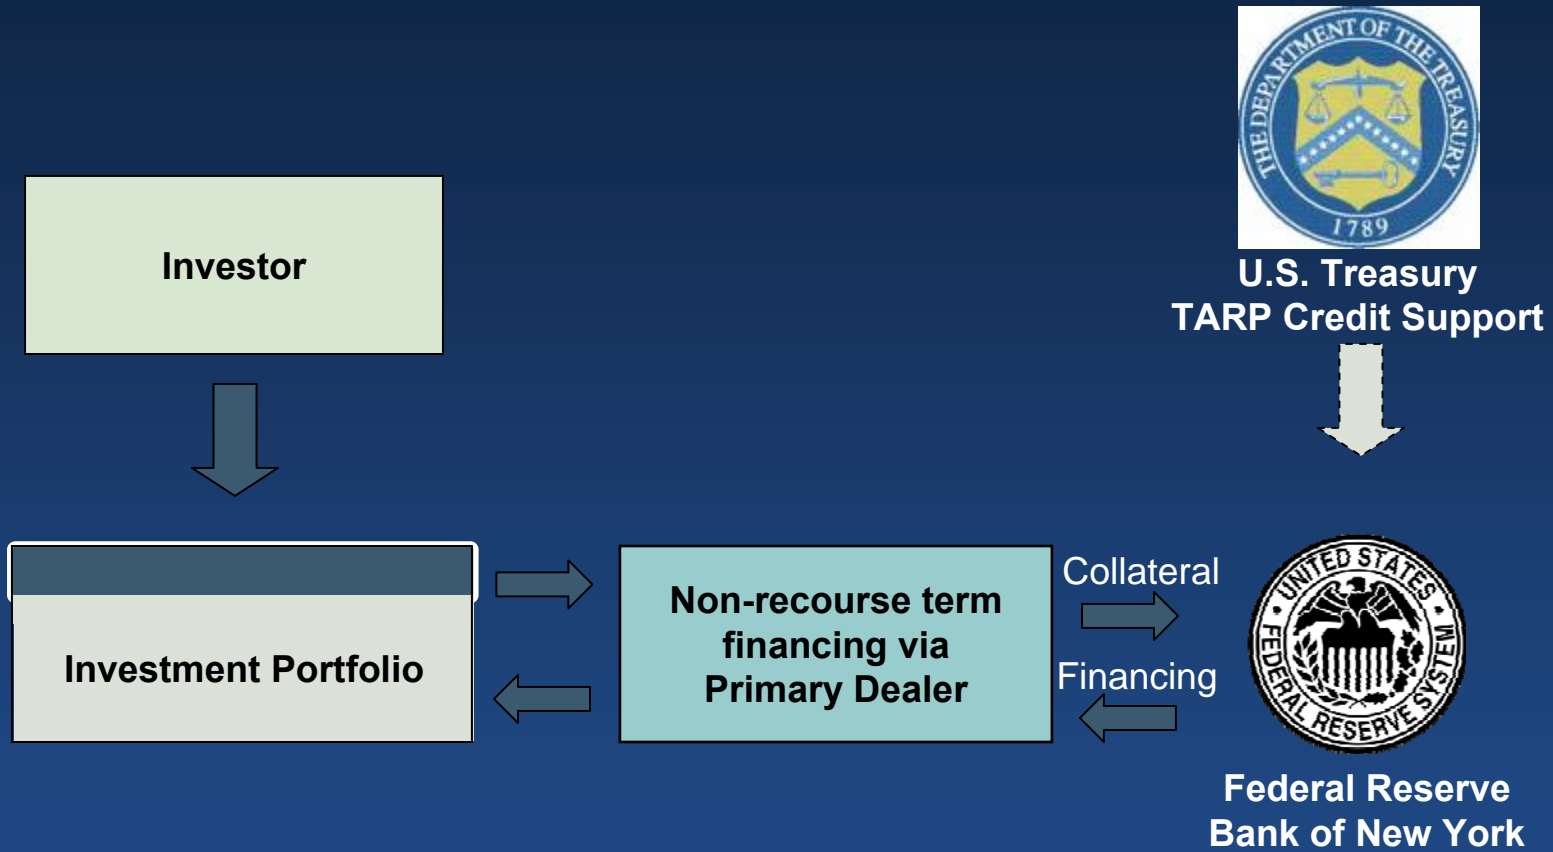 THE DEPARTMENT OF THE TREASURY
1789
U.S. Treasury
TARP Credit Support
Investor
Investment Portfolio
Non-recourse term
financing via
Primary Dealer
Collateral
Financing
UNITED STATES
FEDERAL RESERVE SYSTEM
Federal Reserve
Bank of New York